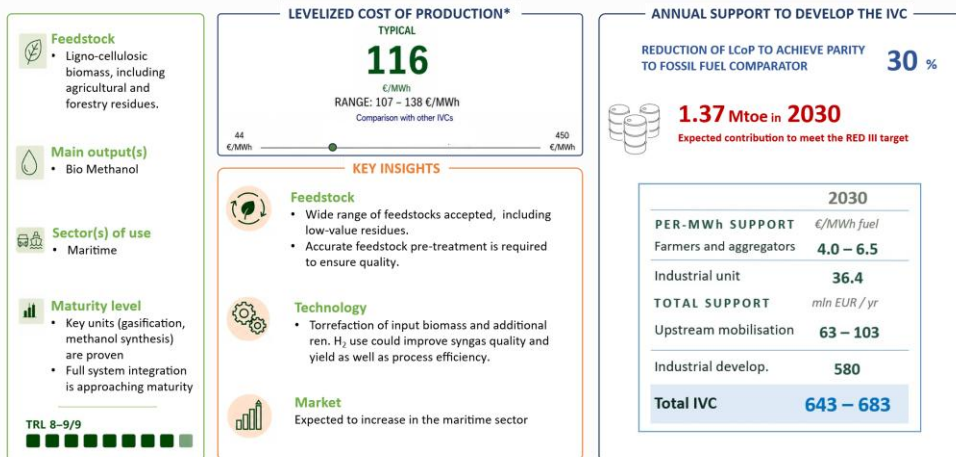 Feedstock
• Ligno-cellulosic
biomass, including
agricultural and
forestry residues.
Main output(s)
• Bio Methanol
Sector(s) of use
• Maritime
Maturity level
• Key units (gasification,
methanol synthesis)
are proven
• Full system integration
is approaching maturity
TRL 8–9/9
LEVELIZED COST OF PRODUCTION*
TYPICAL
116
€/MWh
RANGE: 107 – 138 €/MWh
Comparison with other IVCs
44
€/MWh
450
€/MWh
KEY INSIGHTS
Feedstock
• Wide range of feedstocks accepted, including
low-value residues.
• Accurate feedstock pre-treatment is required
to ensure quality.
Technology
• Torrefaction of input biomass and additional
ren. H₂ use could improve syngas quality and
yield as well as process efficiency.
Market
Expected to increase in the maritime sector
ANNUAL SUPPORT TO DEVELOP THE IVC
REDUCTION OF LCoP TO ACHIEVE PARITY
TO FOSSIL FUEL COMPARATOR
30 %
1.37 Mtoe in 2030
Expected contribution to meet the RED III target
2030
PER-MWh SUPPORT €/MWh fuel
Farmers and aggregators 4.0 – 6.5
Industrial unit 36.4
TOTAL SUPPORT mln EUR / yr
Upstream mobilisation 63 – 103
Industrial develop. 580
Total IVC 643 – 683